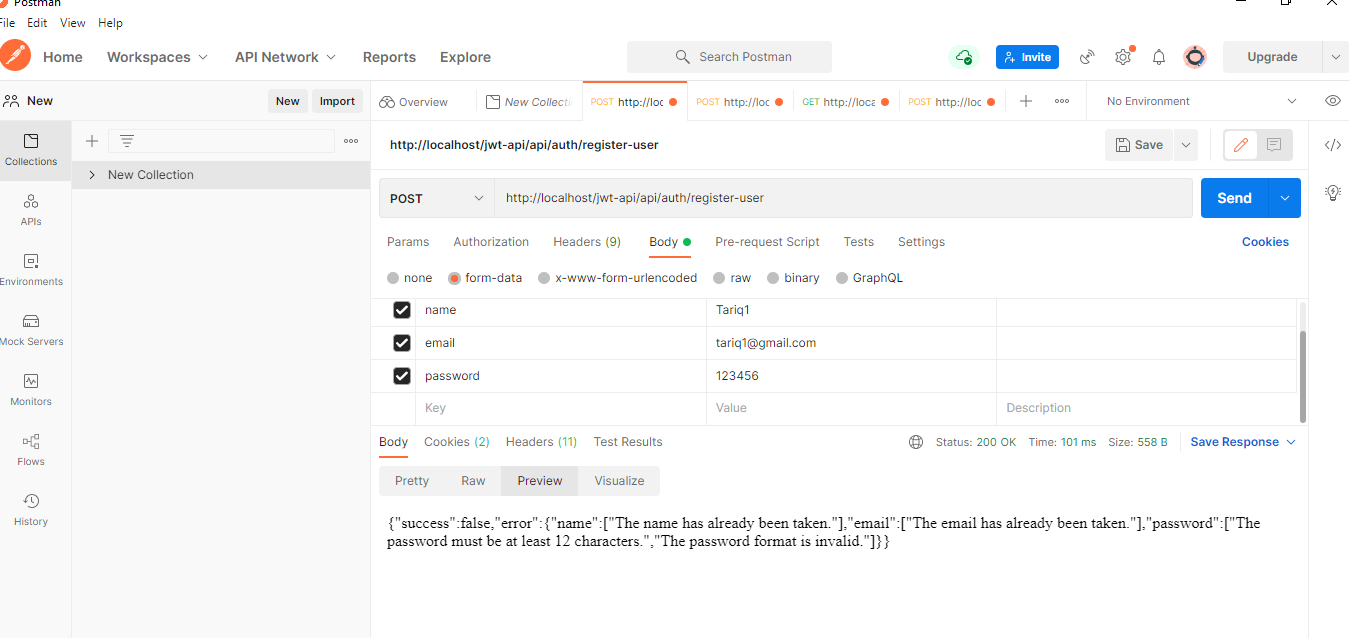 Postman
File Edit View Help
Home Workspaces API Network Reports Explore Search Postman Invite Upgrade
New New Import Overview New Collecti POST http://loc POST http://loc GET http://loca POST http://loc No Environment
Collections
New Collection
http://localhost/jwt-api/api/auth/register-user Save
POST http://localhost/jwt-api/api/auth/register-user Send
APIs
Params Authorization Headers (9) Body Pre-request Script Tests Settings Cookies
Environments
none form-data x-www-form-urlencoded raw binary GraphQL
name Tariq1
Mock Servers
email tariq1@gmail.com
password 123456
Monitors
Key Value Description
Body Cookies (2) Headers (11) Test Results Status: 200 OK Time: 101 ms Size: 558 B Save Response
Flows
Pretty Raw Preview Visualize
History
{"success":false,"error":{"name":["The name has already been taken."],"email":["The email has already been taken."],"password":["The
password must be at least 12 characters.","The password format is invalid."]}}